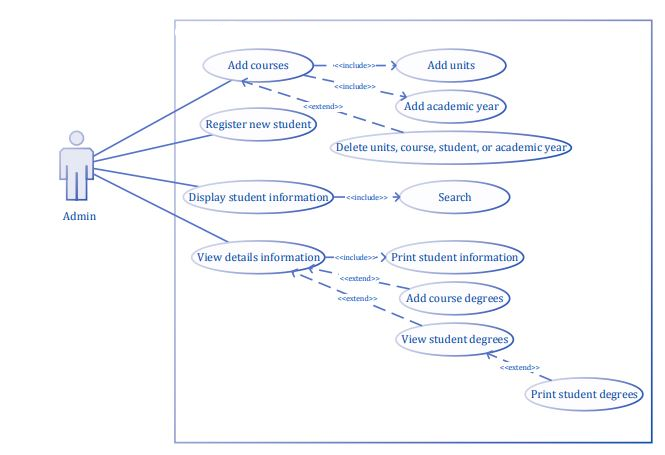 Add courses
<<include>>
Add units
<<include>>
Add academic year
<<extend>>
Register new student
Delete units, course, student, or academic year
Admin
Display student information
<<include>>
Search
View details information
<<include>>
Print student information
<<extend>>
Add course degrees
<<extend>>
View student degrees
<<extend>>
Print student degrees